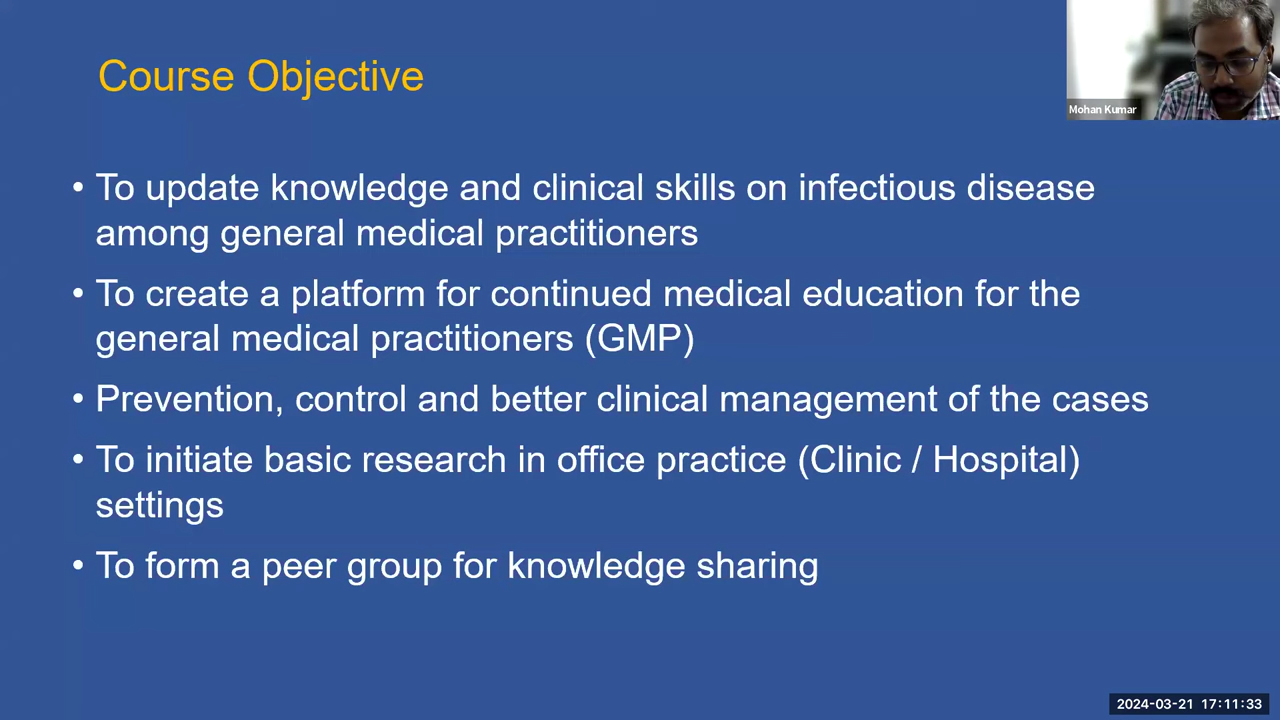 Course Objective
Mohan Kumar
• To update knowledge and clinical skills on infectious disease
among general medical practitioners
• To create a platform for continued medical education for the
general medical practitioners (GMP)
• Prevention, control and better clinical management of the cases
• To initiate basic research in office practice (Clinic / Hospital)
settings
• To form a peer group for knowledge sharing
2024-03-21 17:11:33